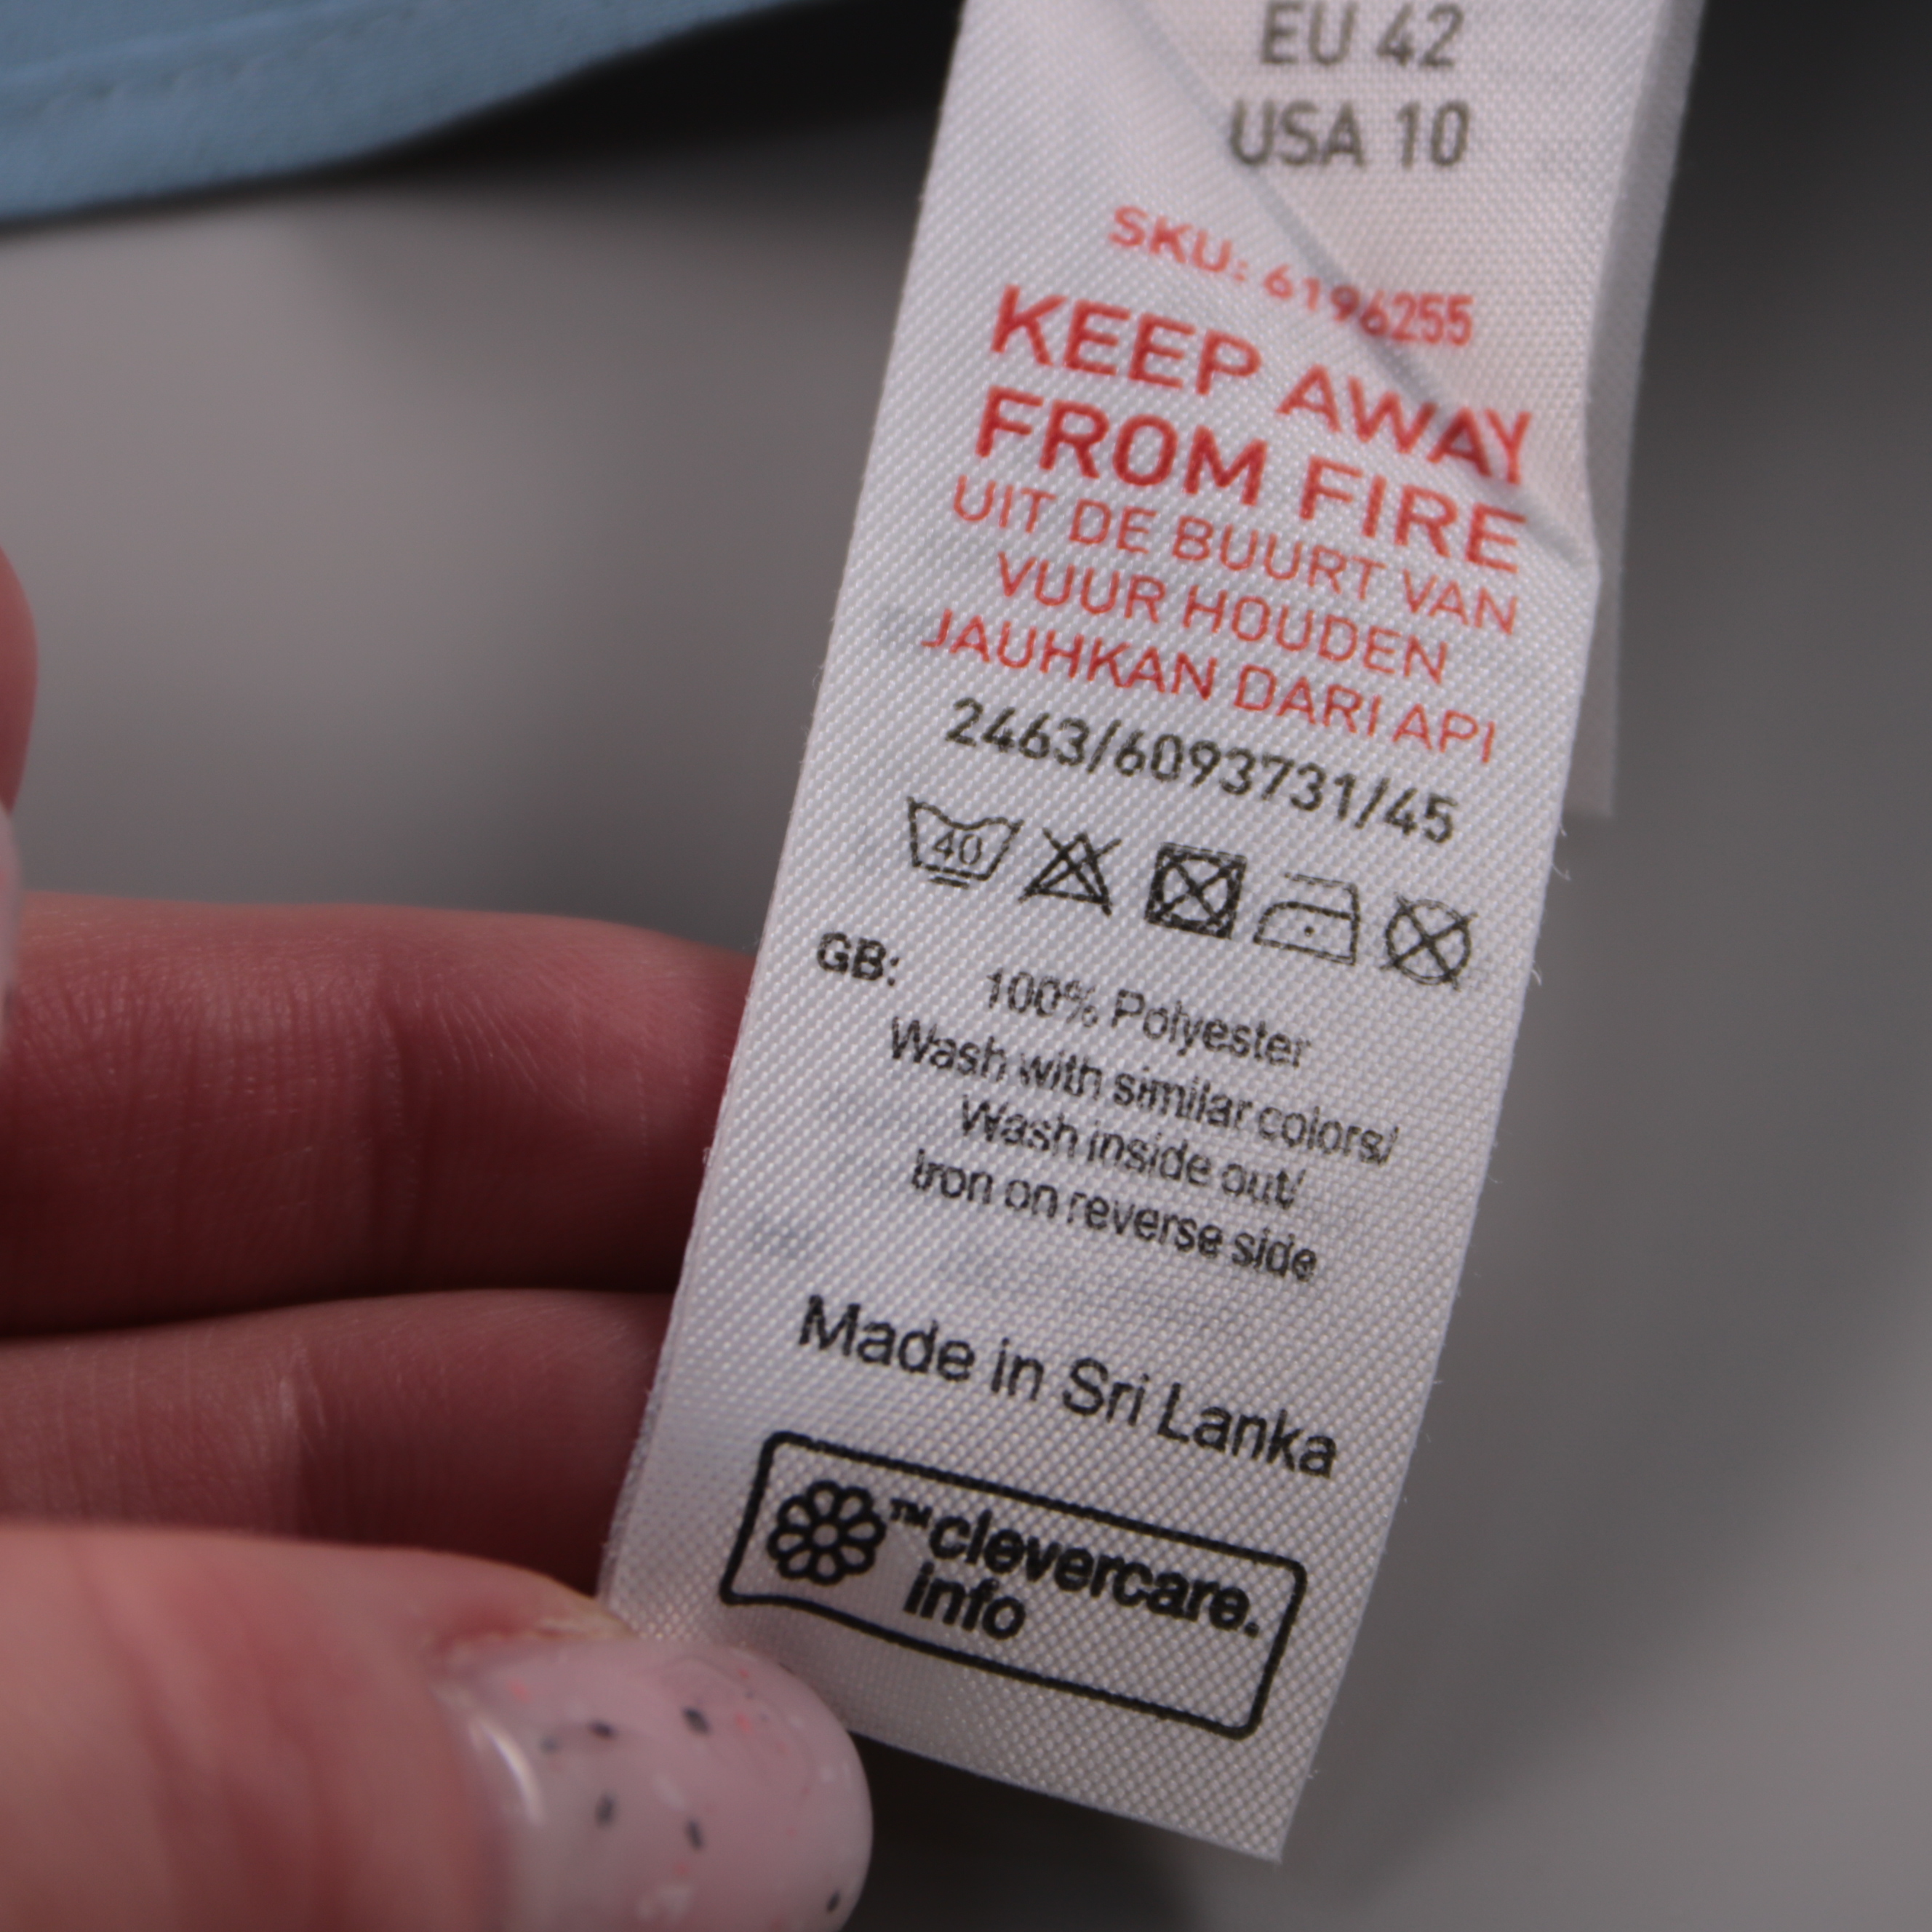 EU 42
USA 10
SKU: 6196255
KEEP AWAY
FROM FIRE
UIT DE BUURT VAN
VUUR HOUDEN
JAUHKAN DARI API
2463/6093731/45
40
GB: 100% Polyester
Wash with similar colors/
Wash inside out/
Iron on reverse side
Made in Sri Lanka
™clevercare.
info